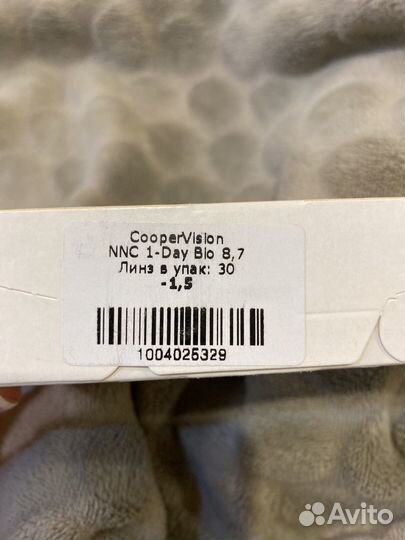 CooperVision
NNC 1-Day Bio 8,7
Линз в упак: 30
-1,5
1004025329
Avito